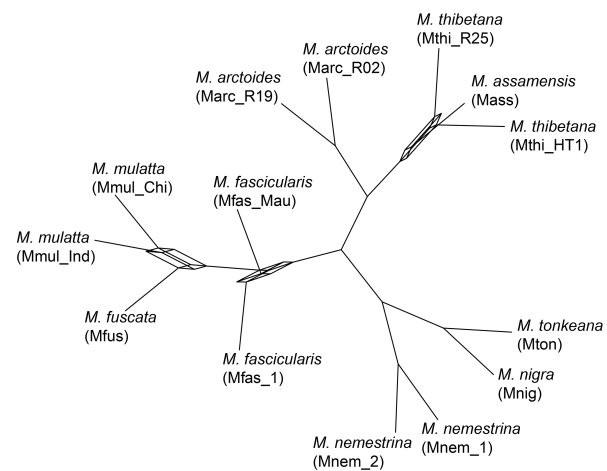 M. thibetana
(Mthi_R25)
M. arctoides
(Marc_R02)
M. arctoides
(Marc_R19)
M. assamensis
(Mass)
M. thibetana
(Mthi_HT1)
M. mulatta
(Mmul_Chi)
M. fascicularis
(Mfas_Mau)
M. mulatta
(Mmul_Ind)
M. fuscata
(Mfus)
M. fascicularis
(Mfas_1)
M. tonkeana
(Mton)
M. nigra
(Mnig)
M. nemestrina
(Mnem_1)
M. nemestrina
(Mnem_2)